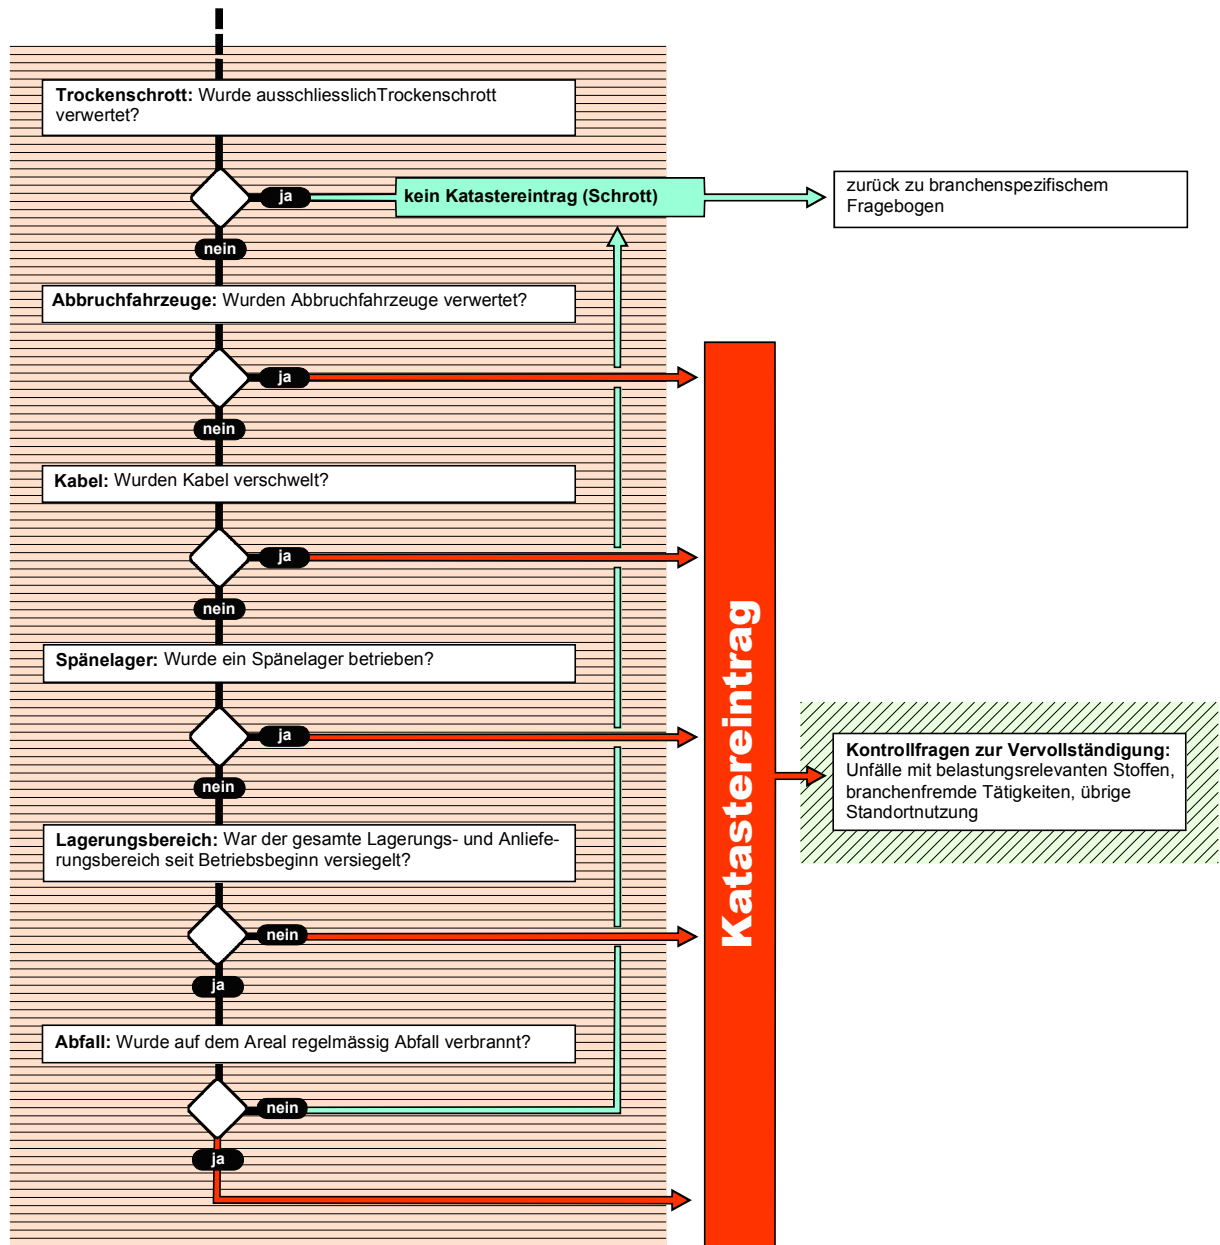 Trockenschrott: Wurde ausschliesslichTrockenschrott
verwertet?
ja
kein Katastereintrag (Schrott)
zurück zu branchenspezifischem
Fragebogen
nein
Abbruchfahrzeuge: Wurden Abbruchfahrzeuge verwertet?
ja
nein
Kabel: Wurden Kabel verschwelt?
ja
nein
Spänelager: Wurde ein Spänelager betrieben?
ja
nein
Lagerungsbereich: War der gesamte Lagerungs- und Anliefe-
rungsbereich seit Betriebsbeginn versiegelt?
nein
ja
Abfall: Wurde auf dem Areal regelmässig Abfall verbrannt?
nein
ja
Katastereintrag
Kontrollfragen zur Vervollständigung:
Unfälle mit belastungsrelevanten Stoffen,
branchenfremde Tätigkeiten, übrige
Standortnutzung